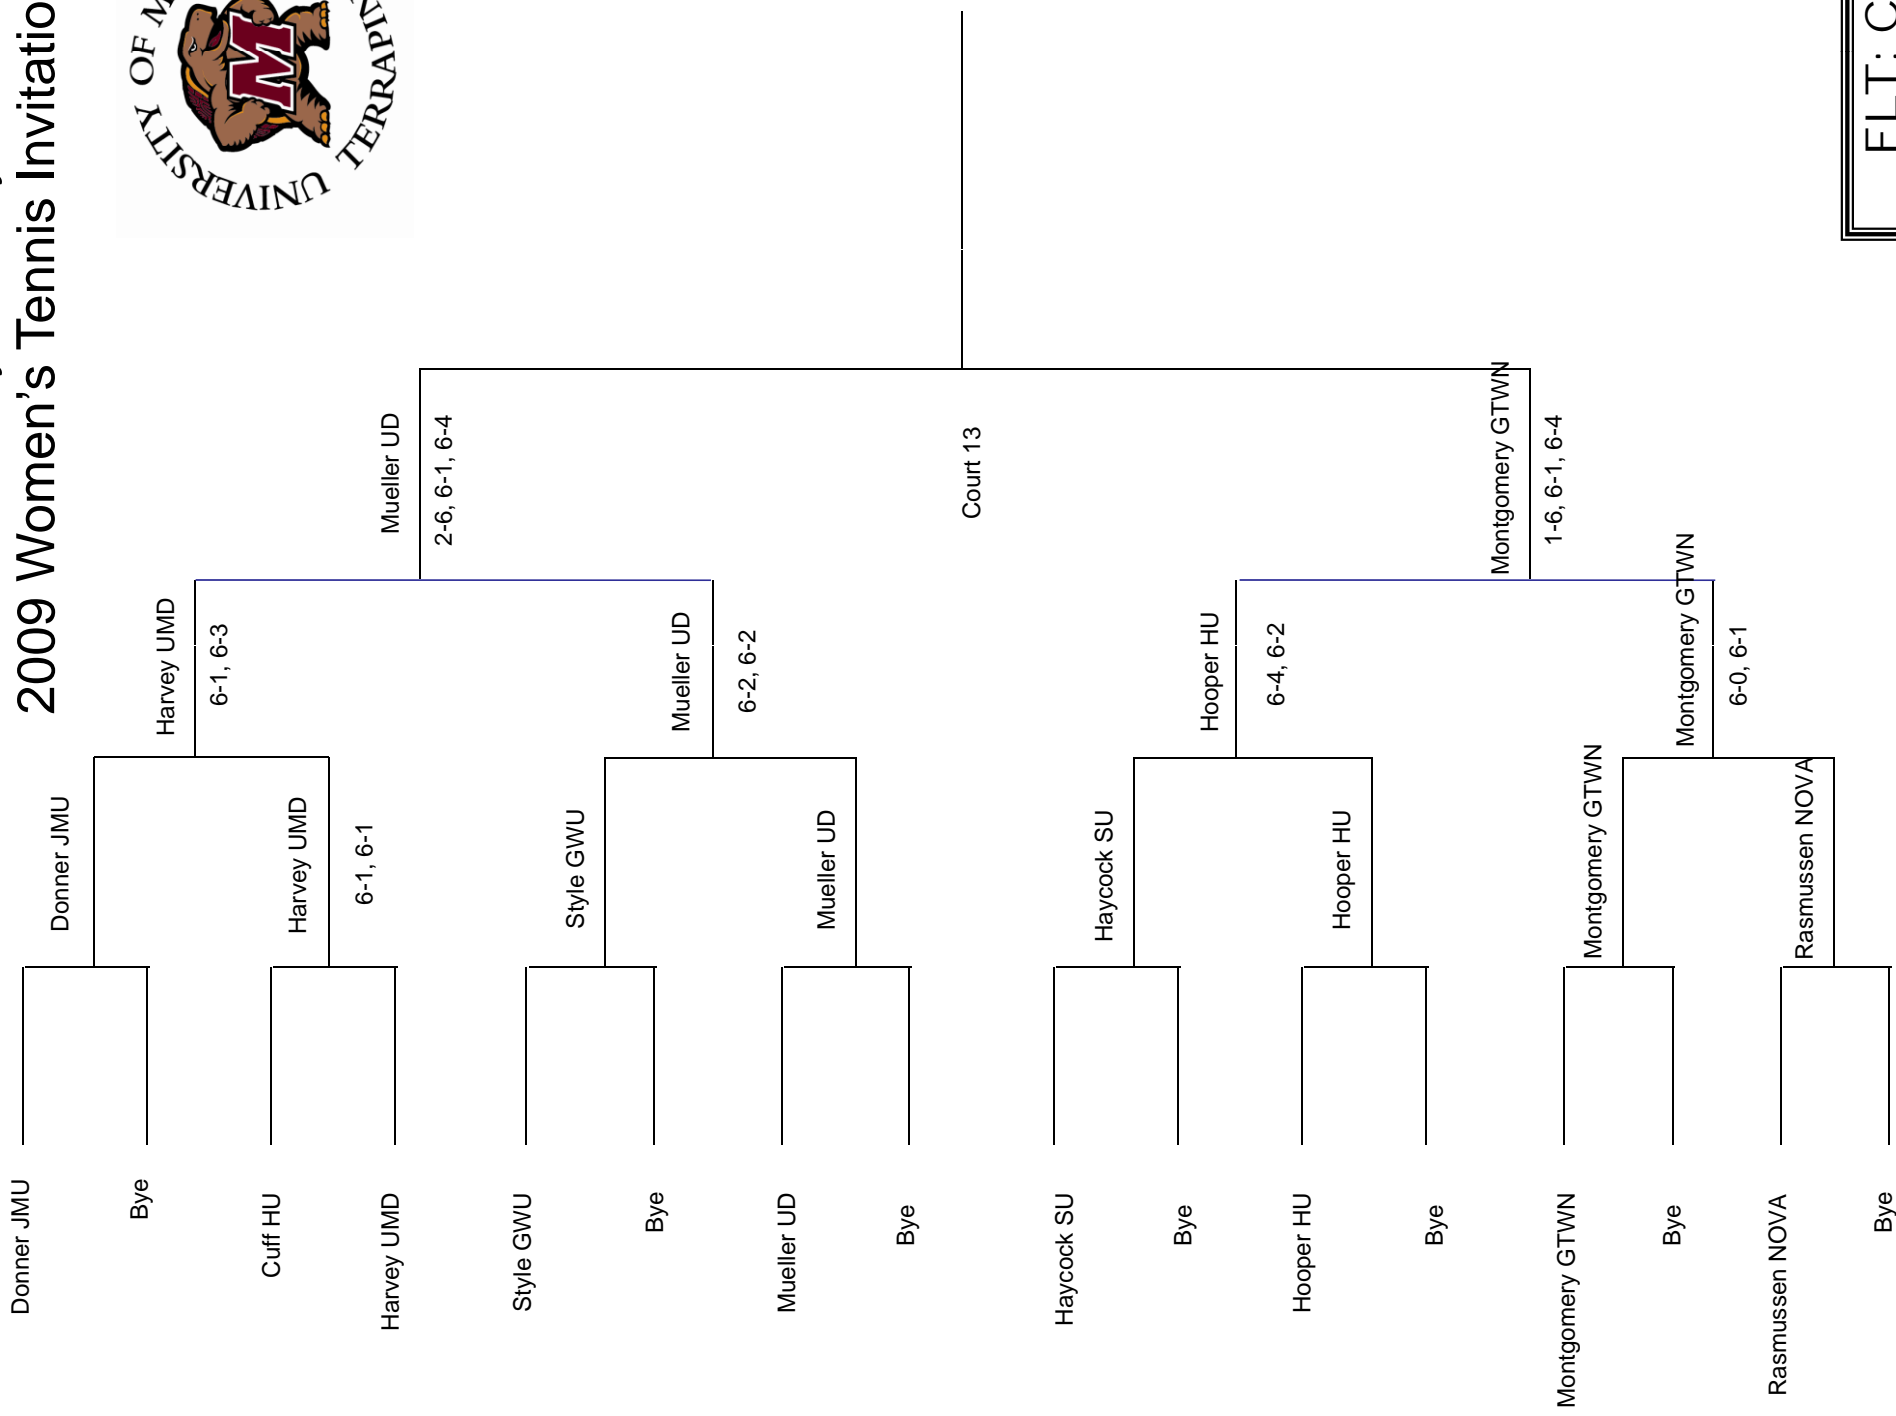 2009 Women's Tennis Invitatio
UNIVERSITY OF M
TERRAPIN
M
FLT: C
Donner JMU
Bye
Cuff HU
Harvey UMD
Style GWU
Bye
Mueller UD
Bye
Haycock SU
Bye
Hooper HU
Bye
Montgomery GTWN
Bye
Rasmussen NOVA
Bye
Donner JMU
Harvey UMD
6-1, 6-1
Style GWU
Mueller UD
Haycock SU
Hooper HU
Montgomery GTWN
Rasmussen NOVA
Harvey UMD
6-1, 6-3
Mueller UD
6-2, 6-2
Hooper HU
6-4, 6-2
Montgomery GTWN
6-0, 6-1
Mueller UD
2-6, 6-1, 6-4
Court 13
Montgomery GTWN
1-6, 6-1, 6-4